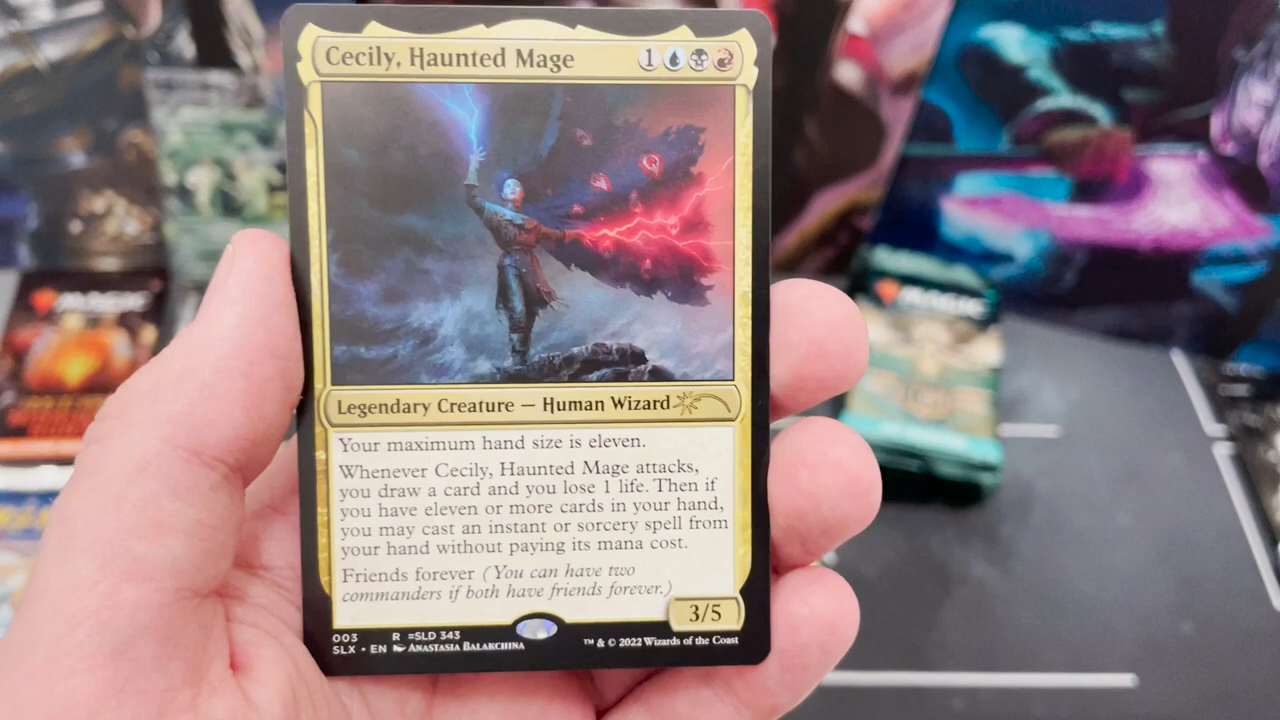 Cecily, Haunted Mage 1
Legendary Creature — Human Wizard
Your maximum hand size is eleven.
Whenever Cecily, Haunted Mage attacks,
you draw a card and you lose 1 life. Then if
you have eleven or more cards in your hand,
you may cast an instant or sorcery spell from
your hand without paying its mana cost.
Friends forever (You can have two
commanders if both have friends forever.)
3/5
003 R =SLD 343
SLX • EN ANASTASIA BALAKCHINA
™ & © 2022 Wizards of the Coast
MAGIC
MAGIC